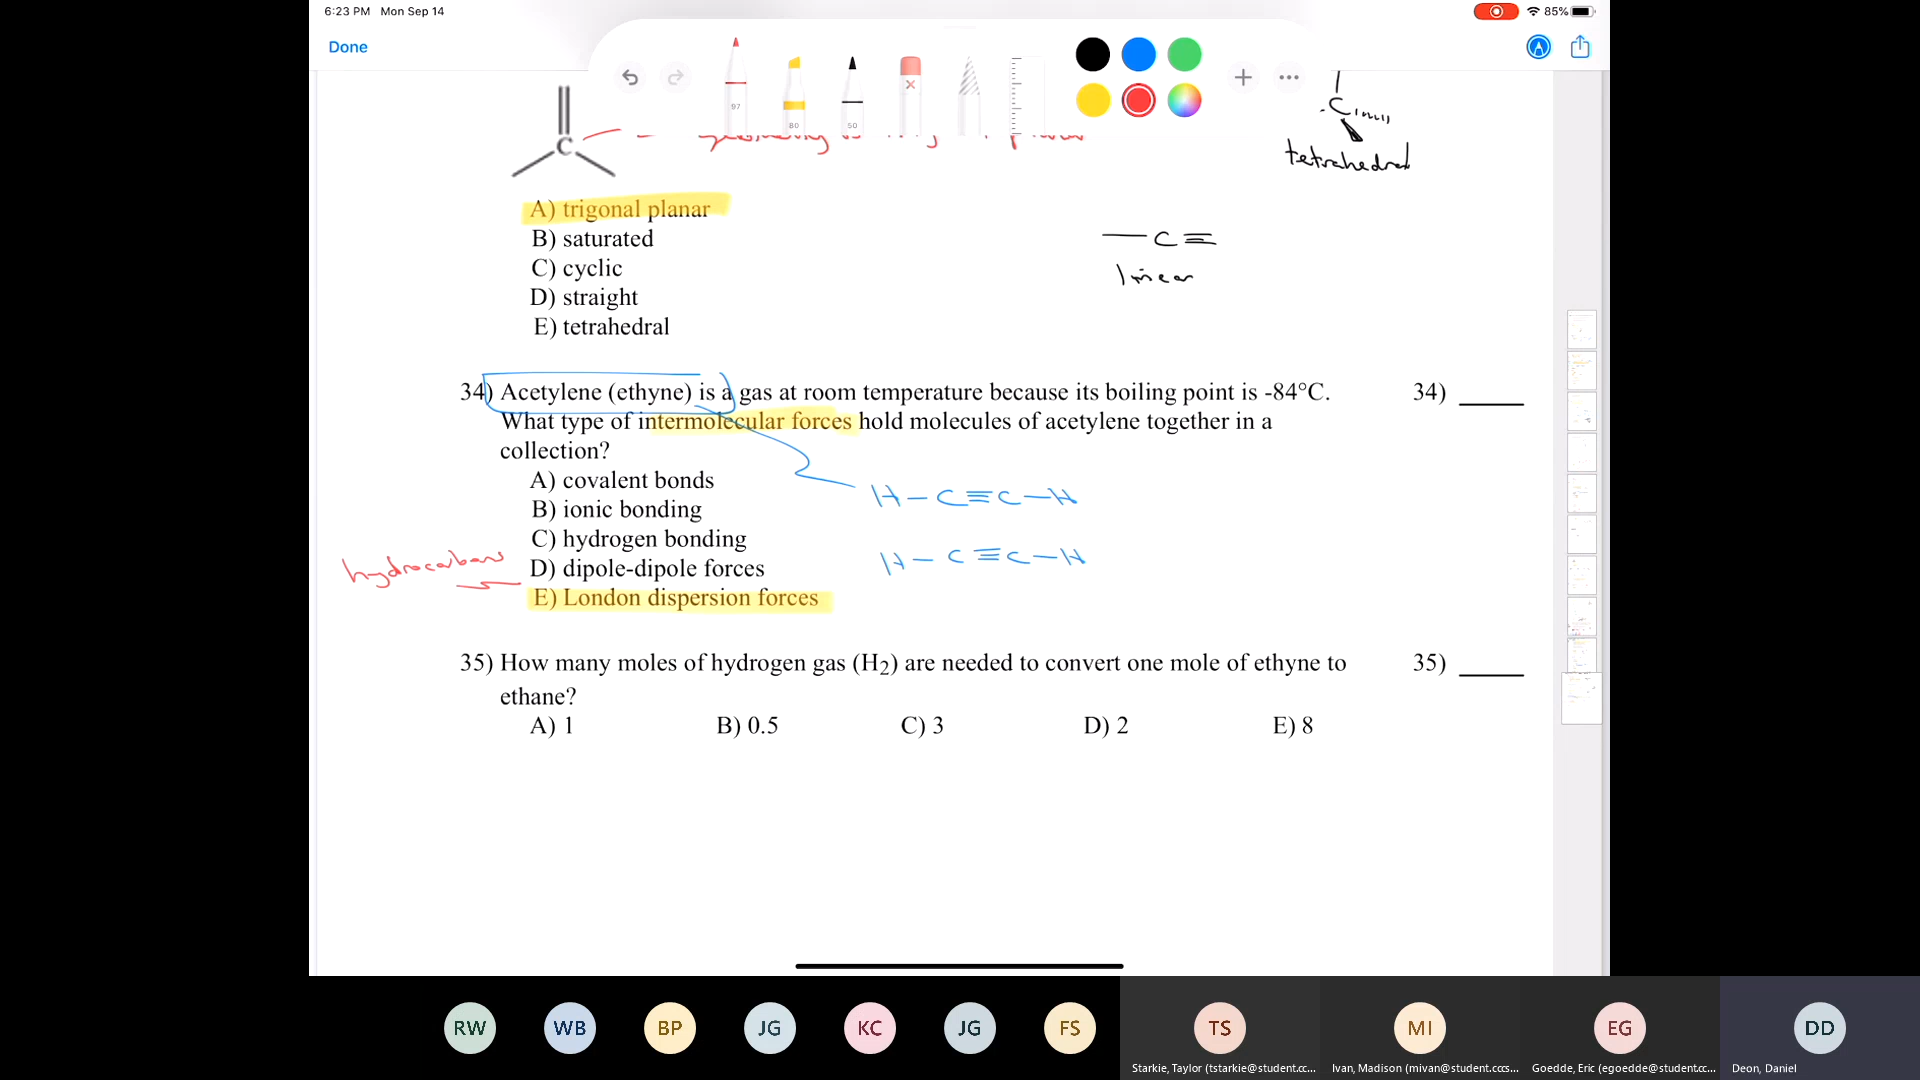 6:23 PM Mon Sep 14
85%
Done
97
80
50
C
C
tetrahedral
A) trigonal planar
B) saturated
C) cyclic
D) straight
E) tetrahedral
— C ≡
linear
34) Acetylene (ethyne) is a gas at room temperature because its boiling point is -84°C.
34) _____
What type of intermolecular forces hold molecules of acetylene together in a
collection?
A) covalent bonds
B) ionic bonding
C) hydrogen bonding
D) dipole-dipole forces
E) London dispersion forces
H — C ≡ C — H
H — C ≡ C — H
hydrocarbons
35) How many moles of hydrogen gas (H2) are needed to convert one mole of ethyne to
35) _____
ethane?
A) 1 B) 0.5 C) 3 D) 2 E) 8
RW WB BP JG KC JG FS TS MI EG DD
Starkie, Taylor (tstarkie@student.cc... Ivan, Madison (mivan@student.cccs... Goedde, Eric (egoedde@student.cc... Deon, Daniel